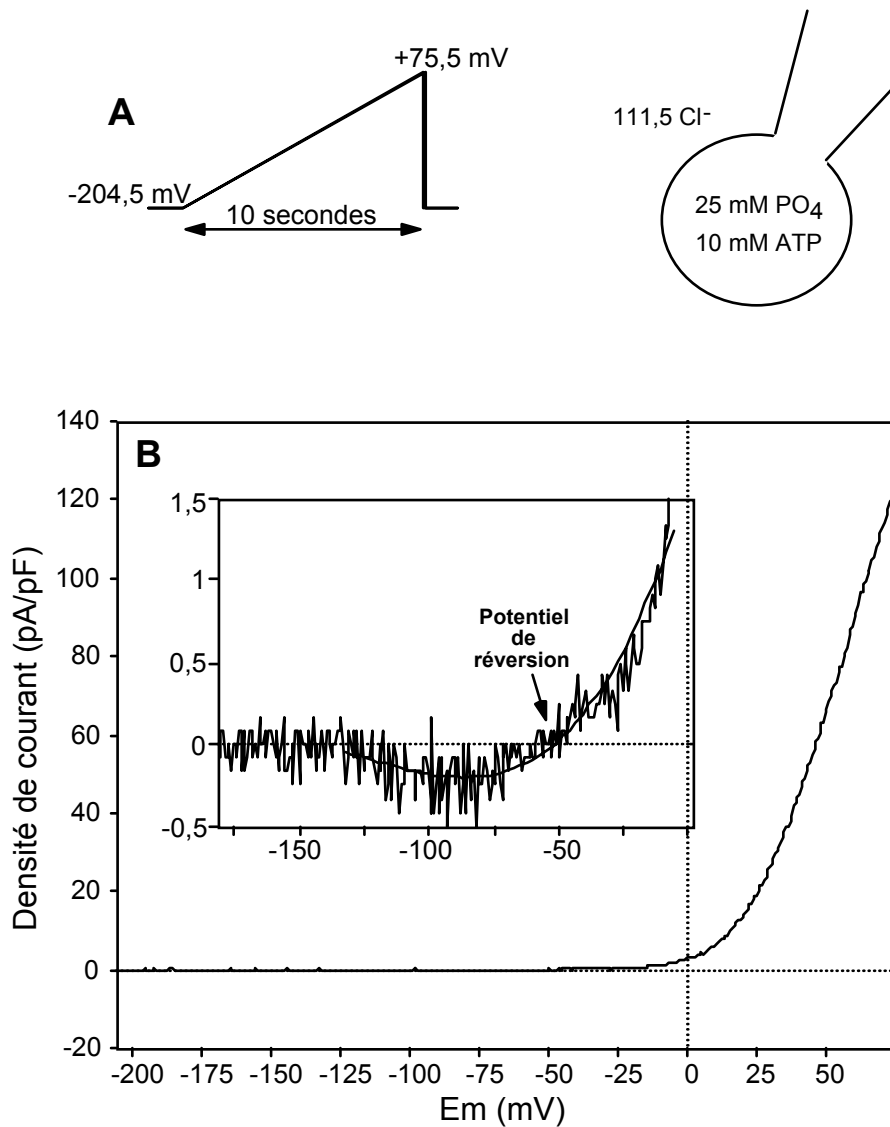 A
+75,5 mV
-204,5 mV
10 secondes
111,5 Cl-
25 mM PO4
10 mM ATP
B
Densité de courant (pA/pF)
140
120
100
80
60
40
20
0
-20
1,5
1
0,5
0
-0,5
Potentiel
de
réversion
-150 -100 -50
-200 -175 -150 -125 -100 -75 -50 -25 0 25 50
Em (mV)